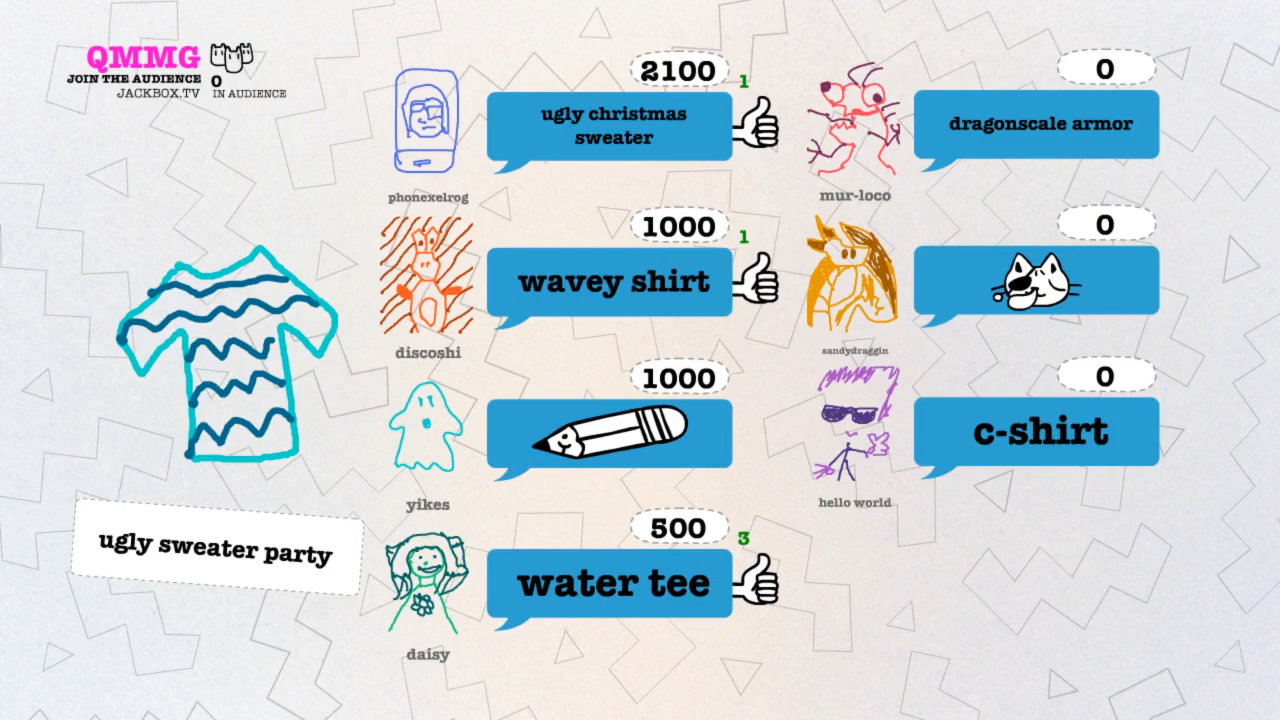 QMMG
JOIN THE AUDIENCE
JACKBOX.TV
0
IN AUDIENCE
2100
1
ugly christmas
sweater
phonexelrog
1000
1
wavey shirt
discoshi
1000
yikes
500
3
water tee
daisy
0
dragonscale armor
mur-loco
0
sandydraggin
0
c-shirt
hello world
ugly sweater party